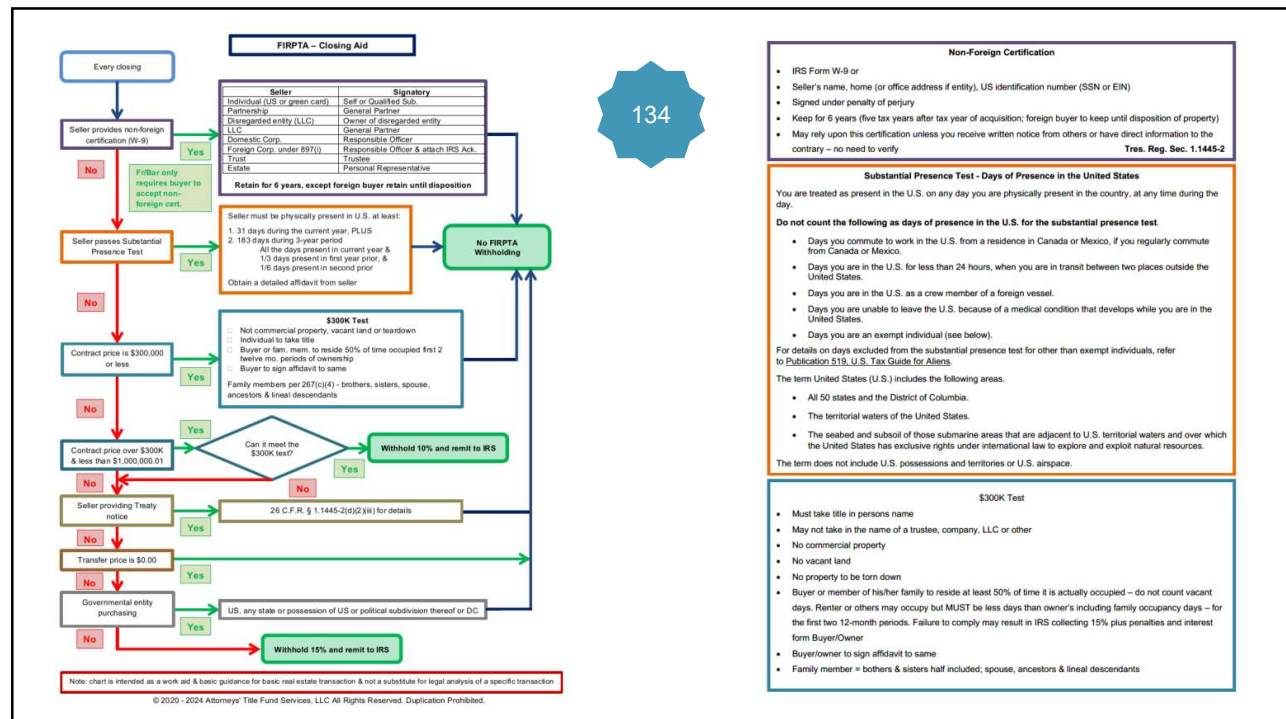 FIRPTA – Closing Aid
Every closing
Seller provides non-foreign
certification (W-9)
Yes
No
Fr/Bar only
requires buyer to
accept non-
foreign cert.
Seller Signatory
Individual (US or green card) Self or Qualified Sub.
Partnership General Partner
Disregarded entity (LLC) Owner of disregarded entity
LLC General Partner
Domestic Corp. Responsible Officer
Foreign Corp. under 897(i) Responsible Officer & attach IRS Ack.
Trust Trustee
Estate Personal Representative
Retain for 6 years, except foreign buyer retain until disposition
Seller passes Substantial
Presence Test
Yes
No
Seller must be physically present in U.S. at least:
1. 31 days during the current year, PLUS
2. 183 days during 3-year period
All the days present in current year &
1/3 days present in first year prior, &
1/6 days present in second prior
Obtain a detailed affidavit from seller
No FIRPTA
Withholding
Contract price is $300,000
or less
Yes
No
$300K Test
Not commercial property, vacant land or teardown
Individual to take title
Buyer or fam. mem. to reside 50% of time occupied first 2
twelve mo. periods of ownership
Buyer to sign affidavit to same
Family members per 267(c)(4) - brothers, sisters, spouse,
ancestors & lineal descendants
Contract price over $300K
& less than $1,000,000.01
Yes
No
Can it meet the
$300K test?
Yes
No
Withhold 10% and remit to IRS
Seller providing Treaty
notice
Yes
No
26 C.F.R. § 1.1445-2(d)(2)(iii) for details
Transfer price is $0.00
Yes
No
Governmental entity
purchasing
Yes
No
US, any state or possession of US or political subdivision thereof or DC
Withhold 15% and remit to IRS
Note: chart is intended as a work aid & basic guidance for basic real estate transaction & not a substitute for legal analysis of a specific transaction
© 2020 - 2024 Attorneys' Title Fund Services, LLC All Rights Reserved. Duplication Prohibited.
134
Non-Foreign Certification
• IRS Form W-9 or
• Seller's name, home (or office address if entity), US identification number (SSN or EIN)
• Signed under penalty of perjury
• Keep for 6 years (five tax years after tax year of acquisition; foreign buyer to keep until disposition of property)
• May rely upon this certification unless you receive written notice from others or have direct information to the
contrary – no need to verify Tres. Reg. Sec. 1.1445-2
Substantial Presence Test - Days of Presence in the United States
You are treated as present in the U.S. on any day you are physically present in the country, at any time during the
day.
Do not count the following as days of presence in the U.S. for the substantial presence test.
• Days you commute to work in the U.S. from a residence in Canada or Mexico, if you regularly commute
from Canada or Mexico.
• Days you are in the U.S. for less than 24 hours, when you are in transit between two places outside the
United States.
• Days you are in the U.S. as a crew member of a foreign vessel.
• Days you are unable to leave the U.S. because of a medical condition that develops while you are in the
United States.
• Days you are an exempt individual (see below).
For details on days excluded from the substantial presence test for other than exempt individuals, refer
to Publication 519, U.S. Tax Guide for Aliens.
The term United States (U.S.) includes the following areas.
• All 50 states and the District of Columbia.
• The territorial waters of the United States.
• The seabed and subsoil of those submarine areas that are adjacent to U.S. territorial waters and over which
the United States has exclusive rights under international law to explore and exploit natural resources.
The term does not include U.S. possessions and territories or U.S. airspace.
$300K Test
• Must take title in persons name
• May not take in the name of a trustee, company, LLC or other
• No commercial property
• No vacant land
• No property to be torn down
• Buyer or member of his/her family to reside at least 50% of time it is actually occupied – do not count vacant
days. Renter or others may occupy but MUST be less days than owner's including family occupancy days – for
the first two 12-month periods. Failure to comply may result in IRS collecting 15% plus penalties and interest
form Buyer/Owner
• Buyer/owner to sign affidavit to same
• Family member = bothers & sisters half included; spouse, ancestors & lineal descendants